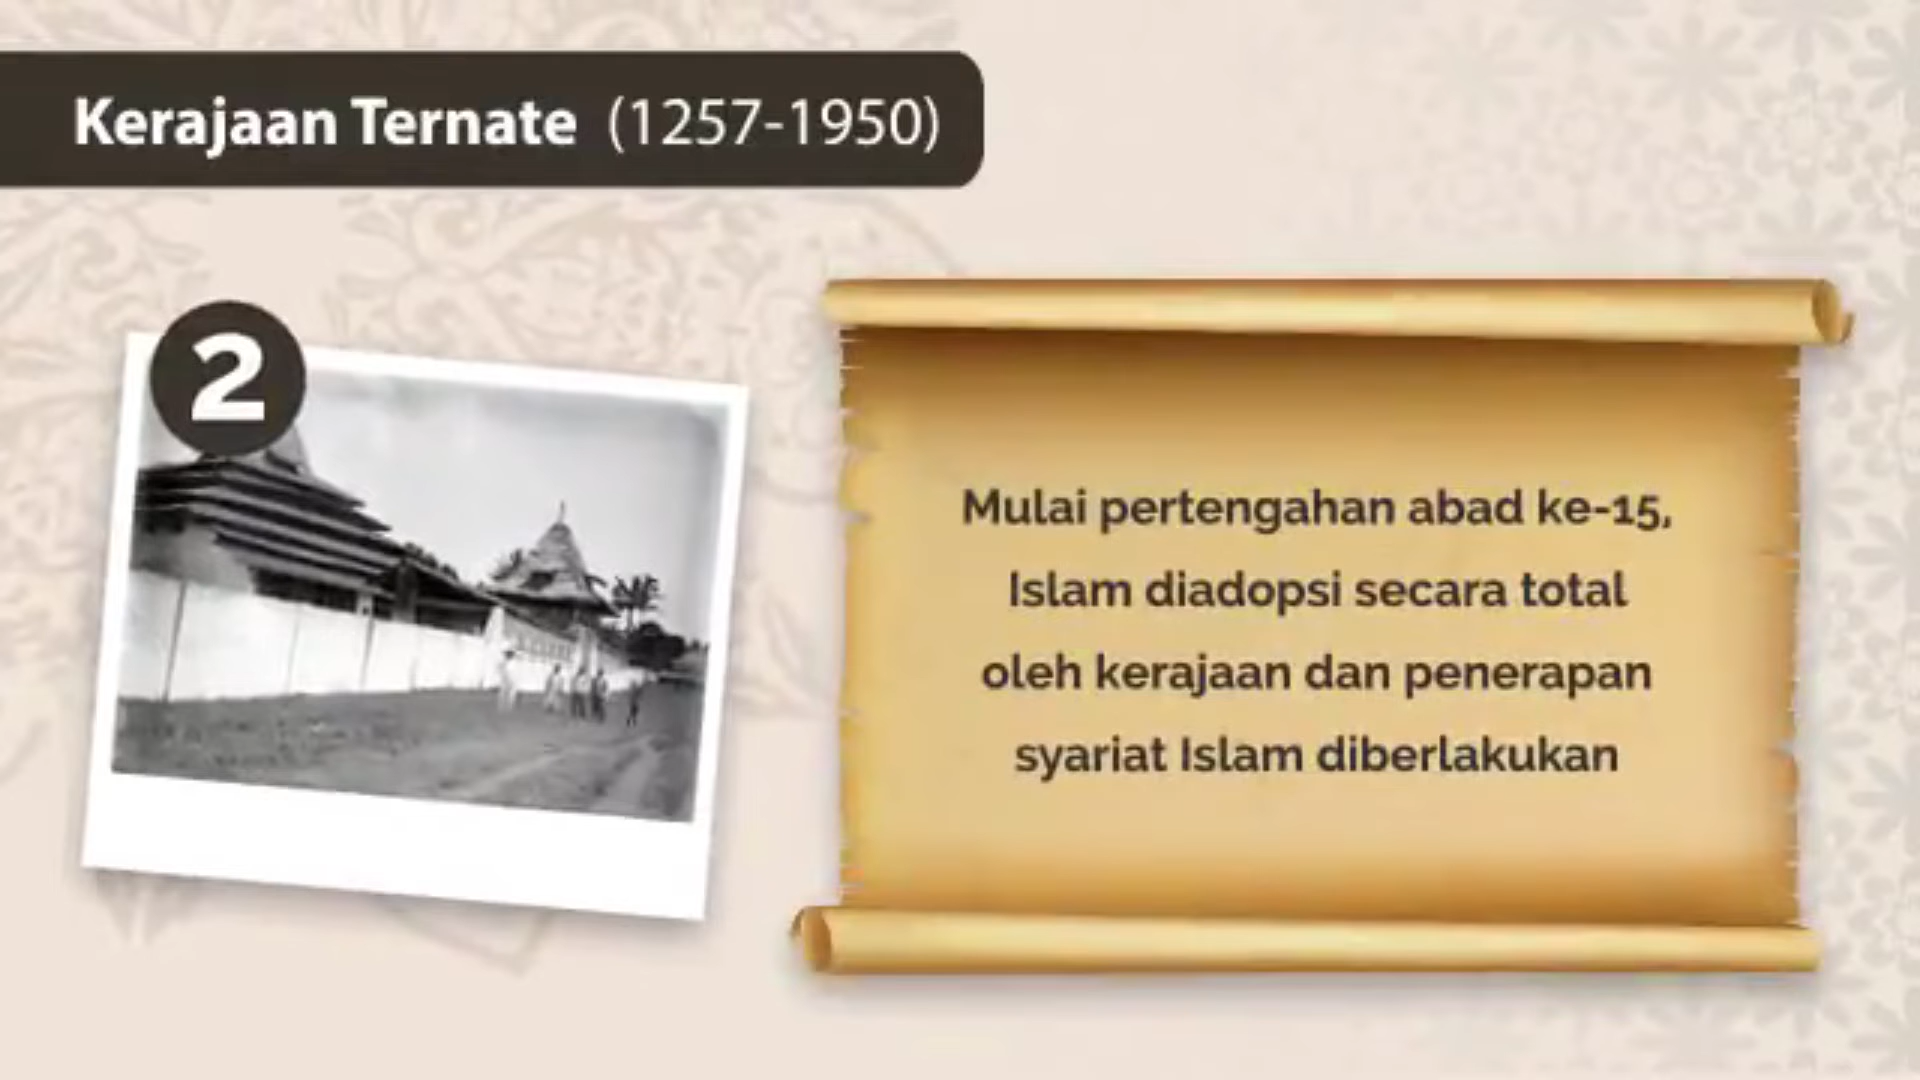 Kerajaan Ternate (1257-1950)
2
Mulai pertengahan abad ke-15,
Islam diadopsi secara total
oleh kerajaan dan penerapan
syariat Islam diberlakukan